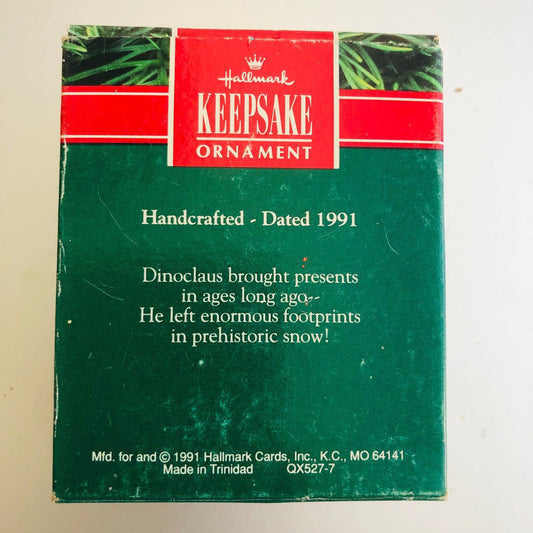 Hallmark
KEEPSAKE
ORNAMENT
Handcrafted - Dated 1991
Dinoclaus brought presents
in ages long ago--
He left enormous footprints
in prehistoric snow!
Mfd. for and © 1991 Hallmark Cards, Inc., K.C., MO 64141
Made in Trinidad QX527-7